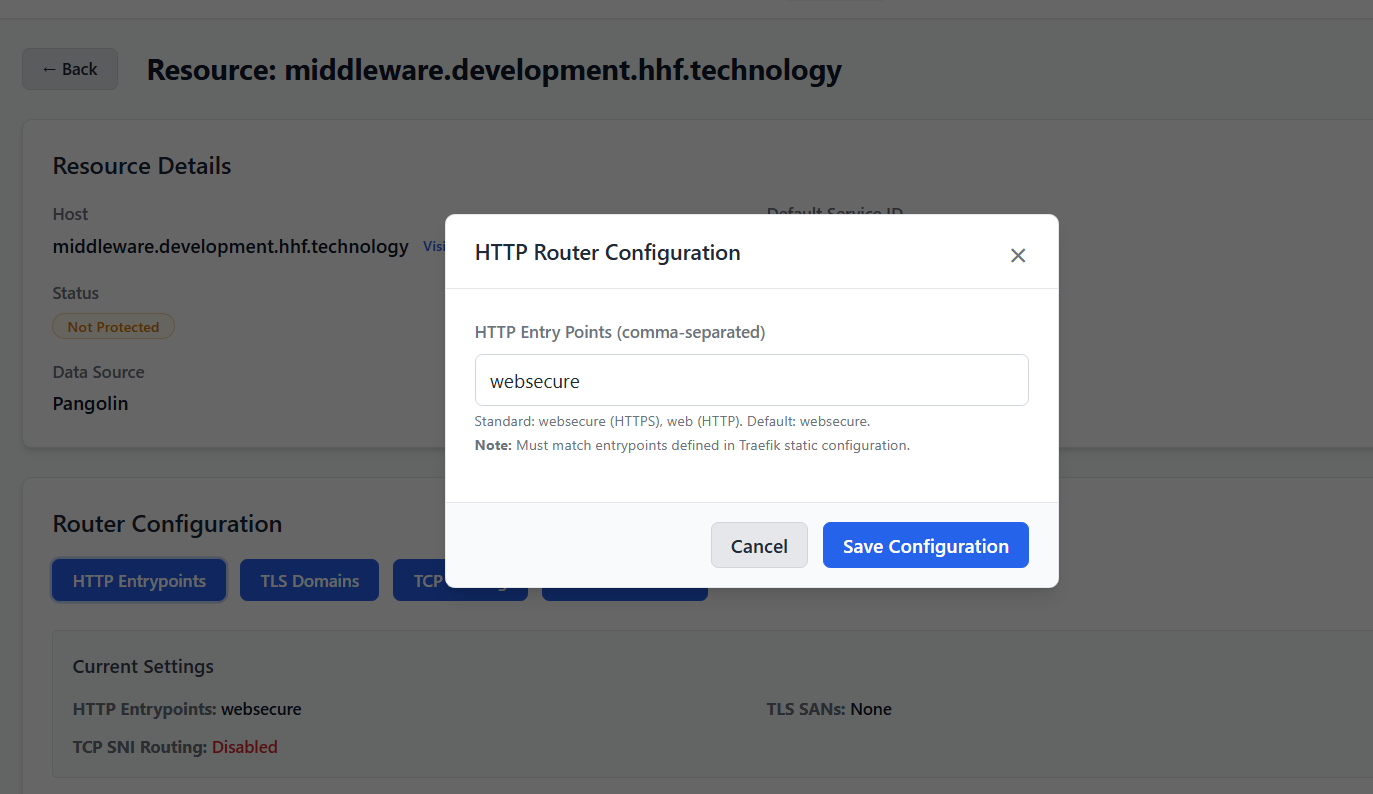 ← Back
Resource: middleware.development.hhf.technology
Resource Details
Host
middleware.development.hhf.technology
Default Service ID
Status
Not Protected
Data Source
Pangolin
HTTP Router Configuration
×
HTTP Entry Points (comma-separated)
websecure
Standard: websecure (HTTPS), web (HTTP). Default: websecure.
Note: Must match entrypoints defined in Traefik static configuration.
Cancel
Save Configuration
Router Configuration
HTTP Entrypoints
TLS Domains
TCP
Current Settings
HTTP Entrypoints: websecure
TLS SANs: None
TCP SNI Routing: Disabled